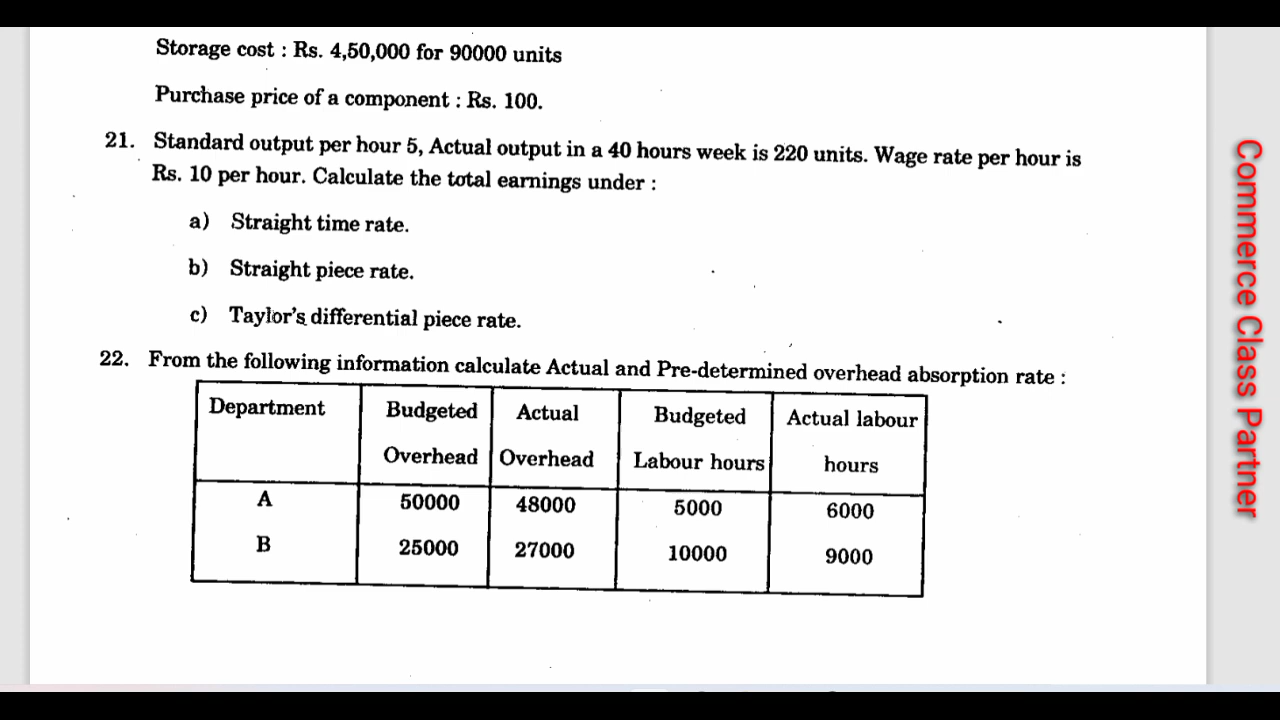 Storage cost : Rs. 4,50,000 for 90000 units
Purchase price of a component : Rs. 100.
21. Standard output per hour 5, Actual output in a 40 hours week is 220 units. Wage rate per hour is
Rs. 10 per hour. Calculate the total earnings under :
a) Straight time rate.
b) Straight piece rate.
c) Taylor's differential piece rate.
22. From the following information calculate Actual and Pre-determined overhead absorption rate :
Department Budgeted Actual Budgeted Actual labour
Overhead Overhead Labour hours hours
A 50000 48000 5000 6000
B 25000 27000 10000 9000
Commerce Class Partner